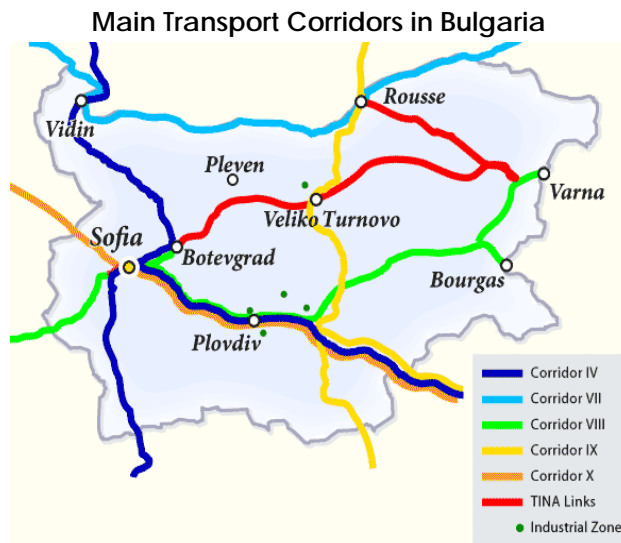 Main Transport Corridors in Bulgaria
Rousse
Vidin
Pleven
Varna
Veliko Turnovo
Sofia
Botevgrad
Bourgas
Plovdiv
Corridor IV
Corridor VII
Corridor VIII
Corridor IX
Corridor X
TINA Links
Industrial Zone